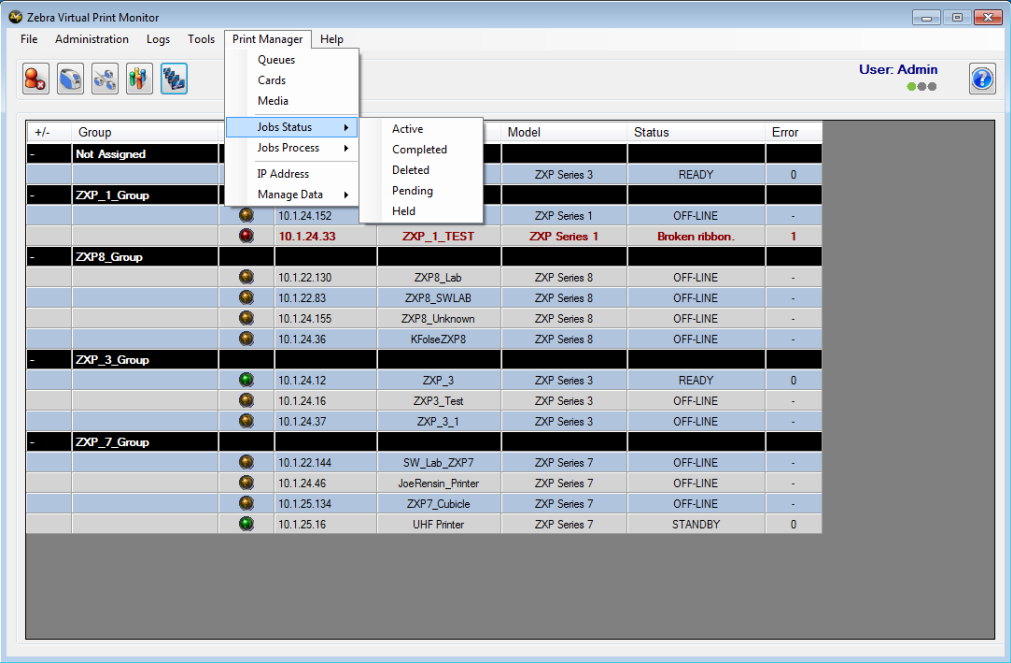 Zebra Virtual Print Monitor
File Administration Logs Tools Print Manager Help
Queues
Cards
Media
Jobs Status
Jobs Process
IP Address
Manage Data
Active
Completed
Deleted
Pending
Held
User: Admin
+/- Group Model Status Error
- Not Assigned
ZXP Series 3 READY 0
- ZXP_1_Group
10.1.24.152 ZXP Series 1 OFF-LINE -
10.1.24.33 ZXP_1_TEST ZXP Series 1 Broken ribbon. 1
- ZXP8_Group
10.1.22.130 ZXP8_Lab ZXP Series 8 OFF-LINE -
10.1.22.83 ZXP8_SWLAB ZXP Series 8 OFF-LINE -
10.1.24.155 ZXP8_Unknown ZXP Series 8 OFF-LINE -
10.1.24.36 KFolseZXP8 ZXP Series 8 OFF-LINE -
- ZXP_3_Group
10.1.24.12 ZXP_3 ZXP Series 3 READY 0
10.1.24.16 ZXP3_Test ZXP Series 3 OFF-LINE -
10.1.24.37 ZXP_3_1 ZXP Series 3 OFF-LINE -
- ZXP_7_Group
10.1.22.144 SW_Lab_ZXP7 ZXP Series 7 OFF-LINE -
10.1.24.46 JoeRensin_Printer ZXP Series 7 OFF-LINE -
10.1.25.134 ZXP7_Cubicle ZXP Series 7 OFF-LINE -
10.1.25.16 UHF Printer ZXP Series 7 STANDBY 0